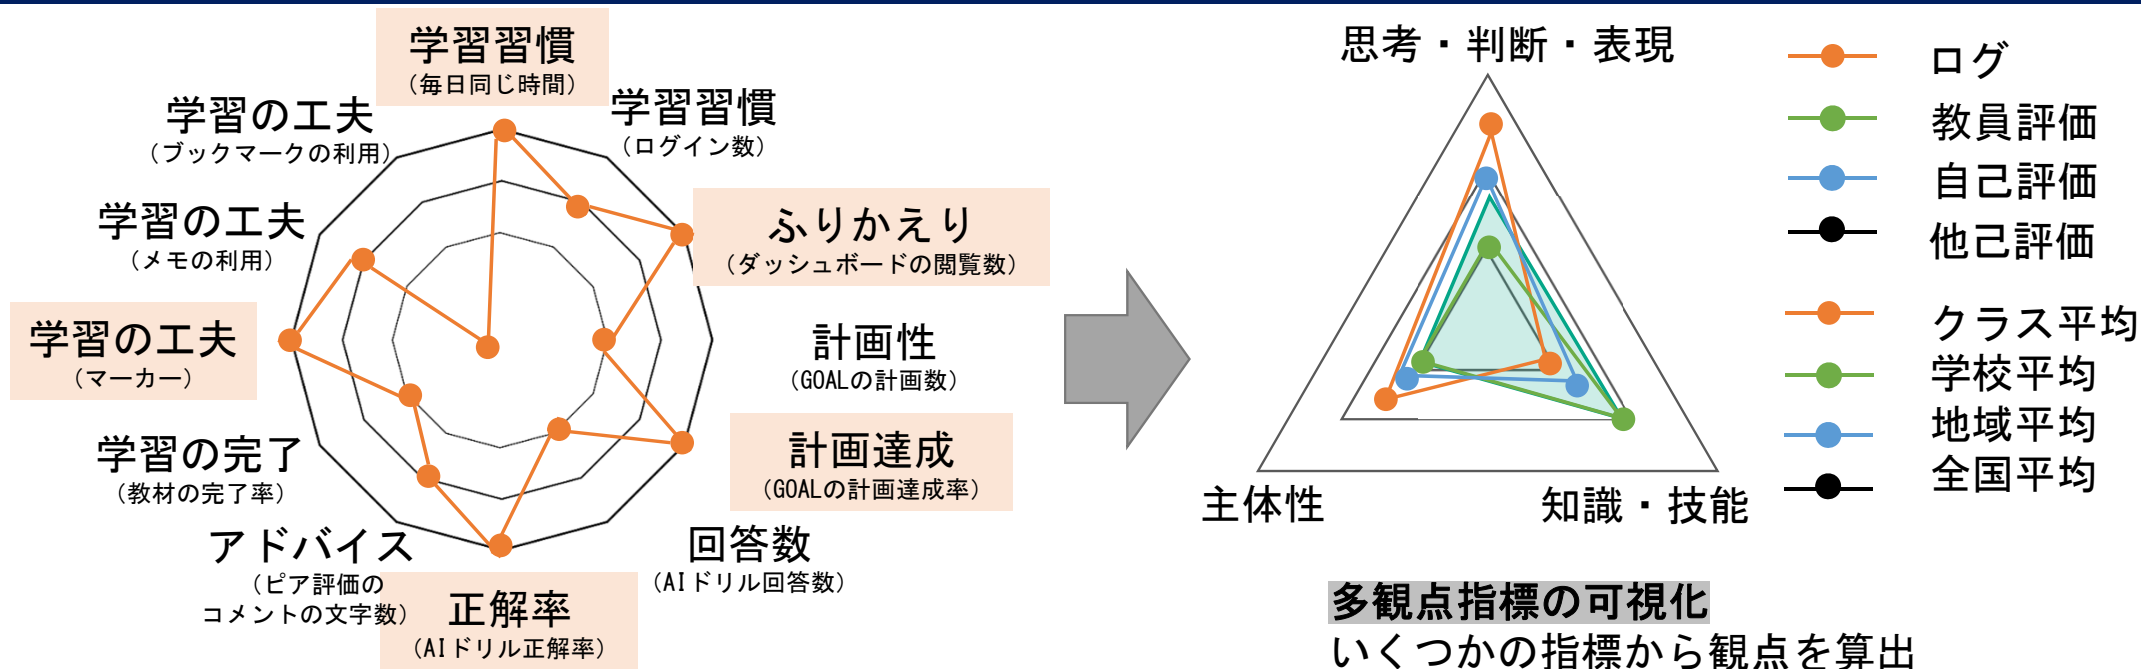 学習習慣
（毎日同じ時間）
学習習慣
（ログイン数）
ふりかえり
（ダッシュボードの閲覧数）
計画性
（GOALの計画数）
計画達成
（GOALの計画達成率）
回答数
（AIドリル回答数）
正解率
（AIドリル正解率）
アドバイス
（ピア評価の
コメントの文字数）
学習の完了
（教材の完了率）
学習の工夫
（マーカー）
学習の工夫
（メモの利用）
学習の工夫
（ブックマークの利用）
思考・判断・表現
主体性
知識・技能
ログ
教員評価
自己評価
他己評価
クラス平均
学校平均
地域平均
全国平均
多観点指標の可視化
いくつかの指標から観点を算出